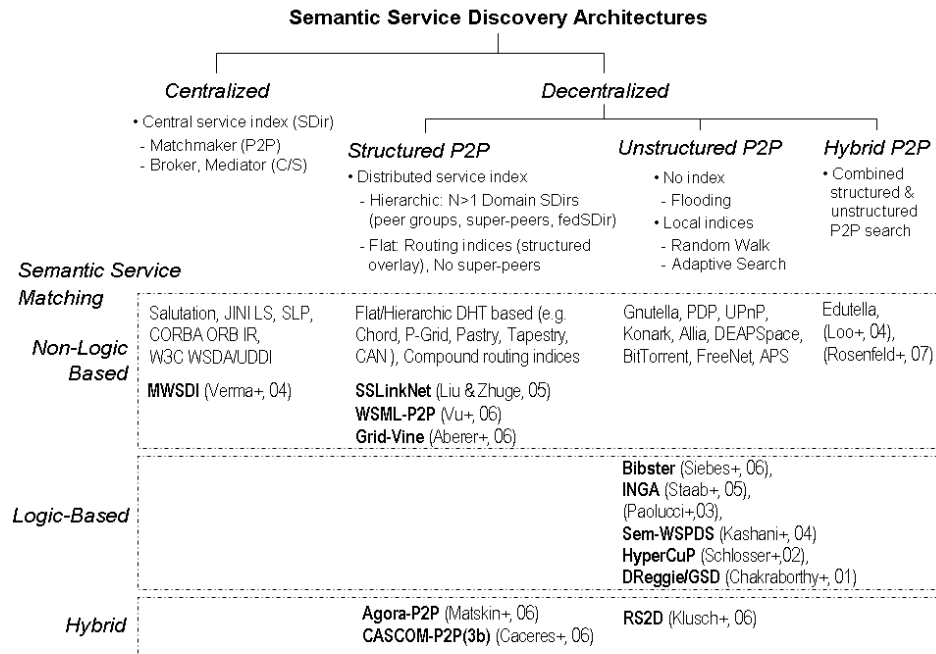 Semantic Service Discovery Architectures
Centralized
• Central service index (SDir)
- Matchmaker (P2P)
- Broker, Mediator (C/S)
Decentralized
Structured P2P
• Distributed service index
- Hierarchic: N>1 Domain SDirs
(peer groups, super-peers, fedSDir)
- Flat: Routing indices (structured
overlay), No super-peers
Unstructured P2P
• No index
- Flooding
• Local indices
- Random Walk
- Adaptive Search
Hybrid P2P
• Combined
structured &
unstructured
P2P search
Semantic Service
Matching
Non-Logic
Based
Salutation, JINI LS, SLP,
CORBA ORB IR,
W3C WSDA/UDDI
MWSDI (Verma+, 04)
Flat/Hierarchic DHT based (e.g.
Chord, P-Grid, Pastry, Tapestry,
CAN ), Compound routing indices
SSLinkNet (Liu & Zhuge, 05)
WSML-P2P (Vu+, 06)
Grid-Vine (Aberer+, 06)
Gnutella, PDP, UPnP,
Konark, Allia, DEAPSpace,
BitTorrent, FreeNet, APS
Edutella,
(Loo+, 04),
(Rosenfeld+, 07)
Logic-Based
Bibster (Siebes+, 06),
INGA (Staab+, 05),
(Paolucci+,03),
Sem-WSPDS (Kashani+, 04)
HyperCuP (Schlosser+,02),
DReggie/GSD (Chakraborthy+, 01)
Hybrid
Agora-P2P (Matskin+, 06)
CASCOM-P2P(3b) (Caceres+, 06)
RS2D (Klusch+, 06)